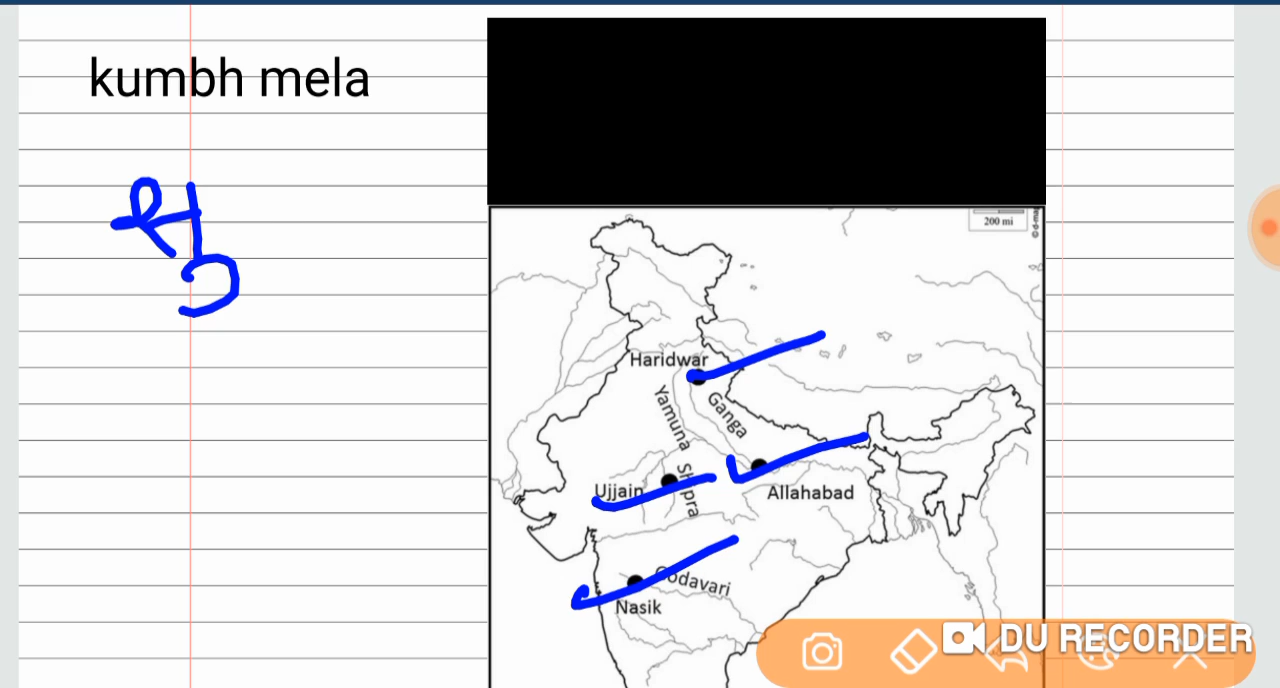 kumbh mela
200 mi
Haridwar
Yamuna
Ganga
Ujjain
Shipra
Allahabad
Godavari
Nasik
DU RECORDER